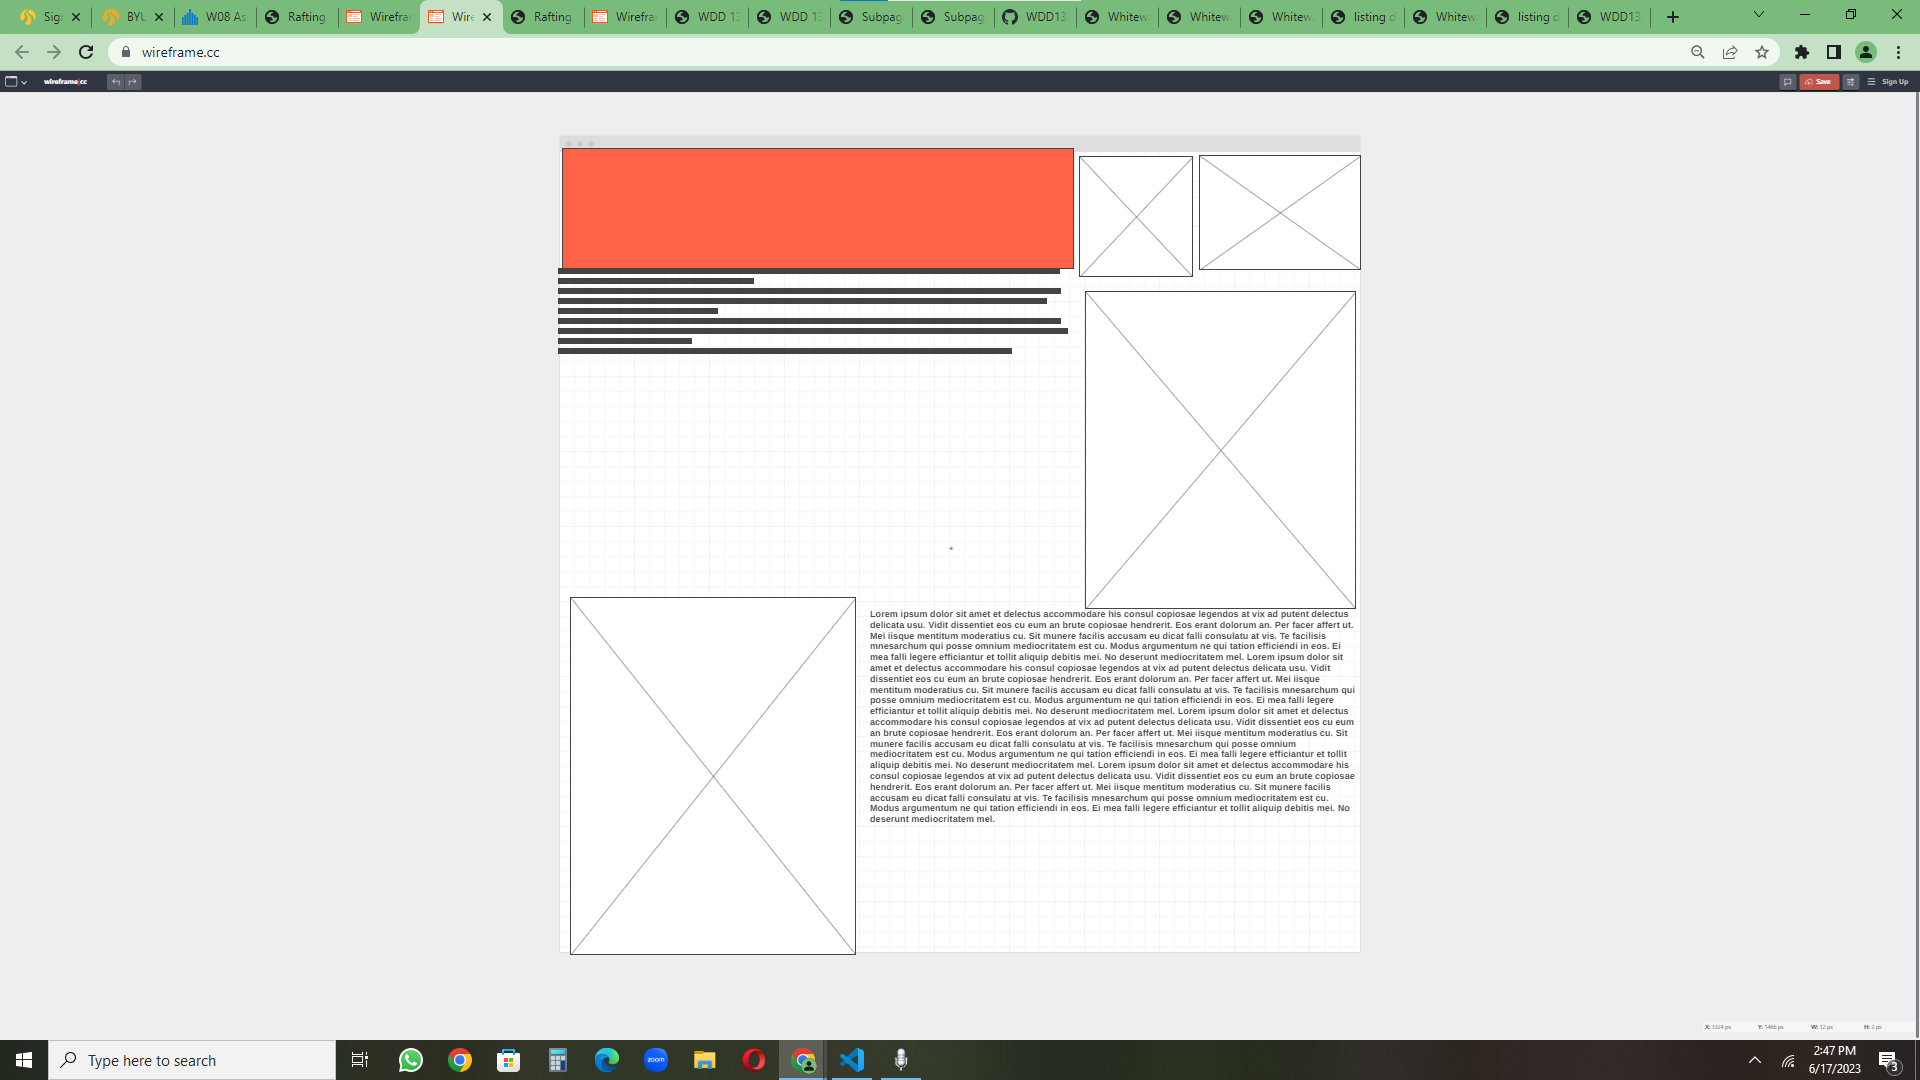 Sig
BYU
W08 As
Rafting
Wirefra
Wire
Rafting
Wirefra
WDD 13
WDD 13
Subpag
Subpag
WDD13
Whitew
Whitew
Whitew
listing d
Whitew
listing d
WDD13
wireframe.cc
wireframe.cc
Save
Sign Up
Lorem ipsum dolor sit amet et delectus accommodare his consul copiosae legendos at vix ad putent delectus
delicata usu. Vidit dissentiet eos cu eum an brute copiosae hendrerit. Eos erant dolorum an. Per facer affert ut.
Mei iisque mentitum moderatius cu. Sit munere facilis accusam eu dicat falli consulatu at vis. Te facilisis
mnesarchum qui posse omnium mediocritatem est cu. Modus argumentum ne qui tation efficiendi in eos. Ei
mea falli legere efficiantur et tollit aliquip debitis mei. No deserunt mediocritatem mel. Lorem ipsum dolor sit
amet et delectus accommodare his consul copiosae legendos at vix ad putent delectus delicata usu. Vidit
dissentiet eos cu eum an brute copiosae hendrerit. Eos erant dolorum an. Per facer affert ut. Mei iisque
mentitum moderatius cu. Sit munere facilis accusam eu dicat falli consulatu at vis. Te facilisis mnesarchum qui
posse omnium mediocritatem est cu. Modus argumentum ne qui tation efficiendi in eos. Ei mea falli legere
efficiantur et tollit aliquip debitis mei. No deserunt mediocritatem mel. Lorem ipsum dolor sit amet et delectus
accommodare his consul copiosae legendos at vix ad putent delectus delicata usu. Vidit dissentiet eos cu eum
an brute copiosae hendrerit. Eos erant dolorum an. Per facer affert ut. Mei iisque mentitum moderatius cu. Sit
munere facilis accusam eu dicat falli consulatu at vis. Te facilisis mnesarchum qui posse omnium
mediocritatem est cu. Modus argumentum ne qui tation efficiendi in eos. Ei mea falli legere efficiantur et tollit
aliquip debitis mei. No deserunt mediocritatem mel. Lorem ipsum dolor sit amet et delectus accommodare his
consul copiosae legendos at vix ad putent delectus delicata usu. Vidit dissentiet eos cu eum an brute copiosae
hendrerit. Eos erant dolorum an. Per facer affert ut. Mei iisque mentitum moderatius cu. Sit munere facilis
accusam eu dicat falli consulatu at vis. Te facilisis mnesarchum qui posse omnium mediocritatem est cu.
Modus argumentum ne qui tation efficiendi in eos. Ei mea falli legere efficiantur et tollit aliquip debitis mei. No
deserunt mediocritatem mel.
X: 3324 px Y: 1466 px W: 12 px H: 2 px
Type here to search
zoom
2:47 PM
6/17/2023
3